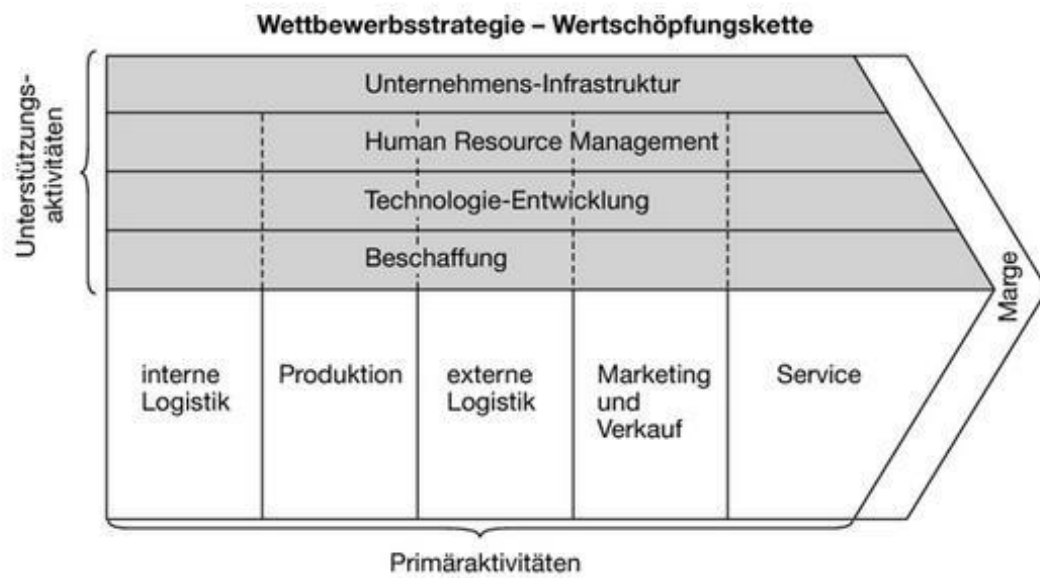 Wettbewerbsstrategie – Wertschöpfungskette
Unterstützungs-
aktivitäten
Unternehmens-Infrastruktur
Human Resource Management
Technologie-Entwicklung
Beschaffung
interne
Logistik
Produktion
externe
Logistik
Marketing
und
Verkauf
Service
Marge
Primäraktivitäten